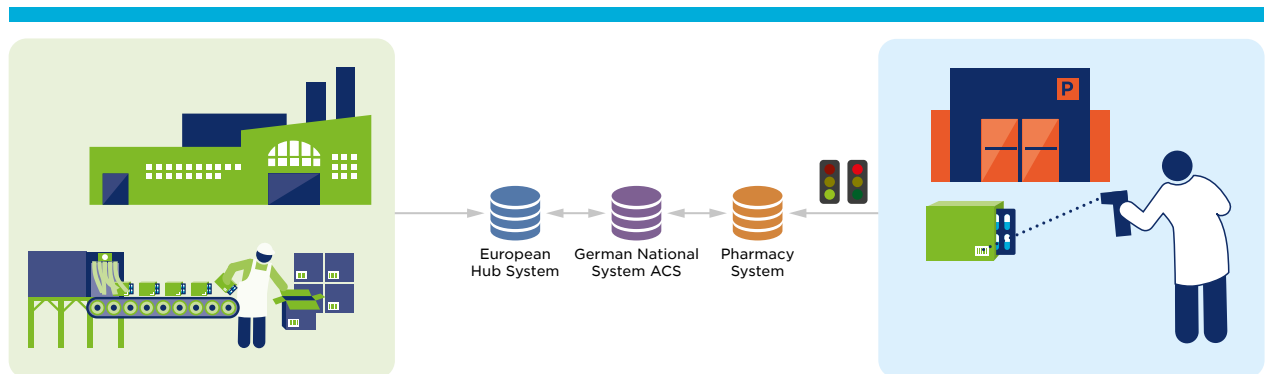 P
European
Hub System
German National
System ACS
Pharmacy
System